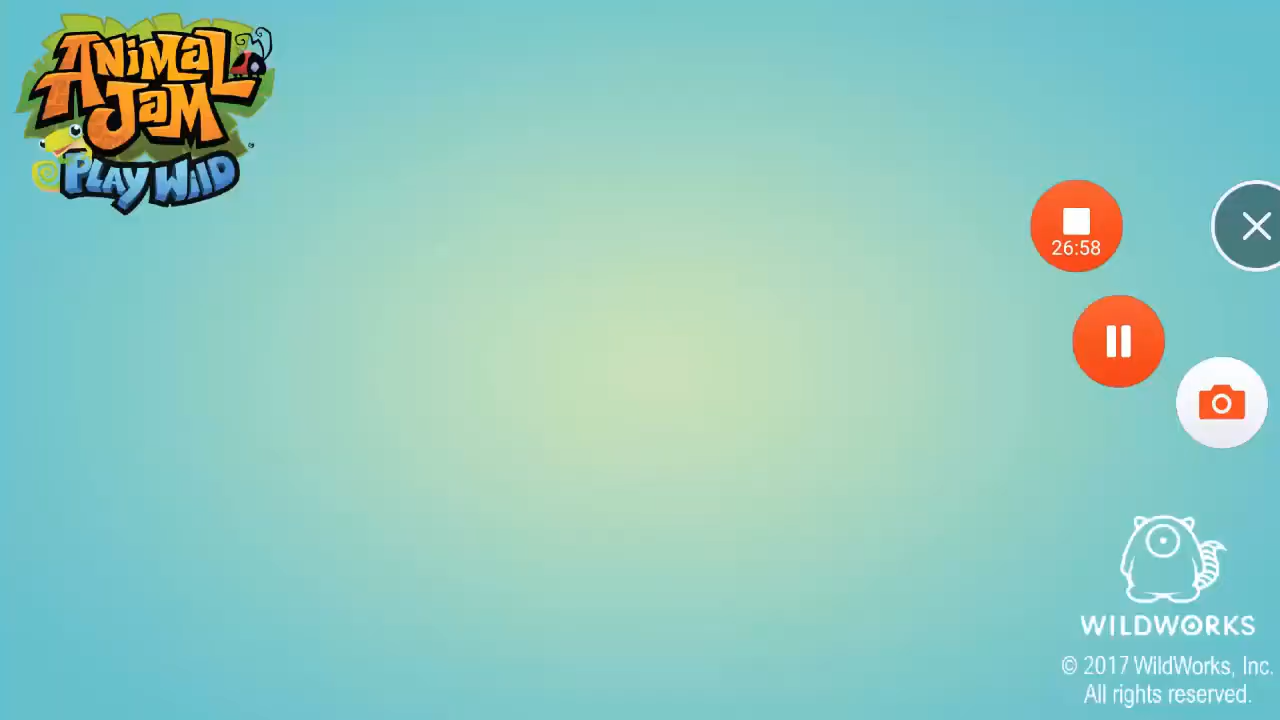 ANIMAL
JAM
PLAY WILD
26:58
WILDWORKS
© 2017 WildWorks, Inc.
All rights reserved.